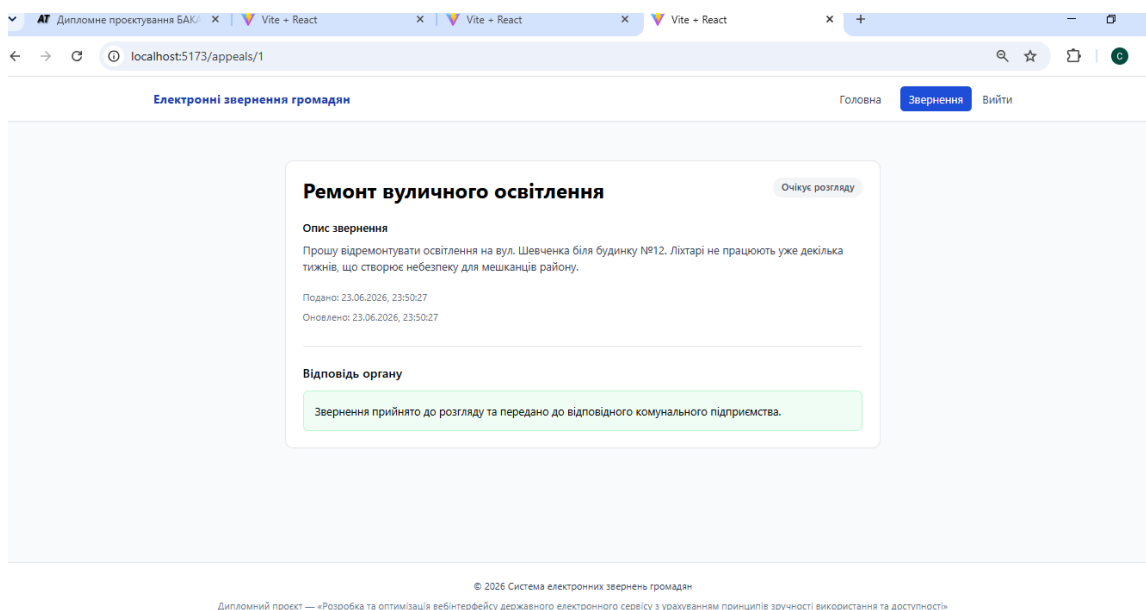 АТ Дипломне проєктування БАКА
Vite + React
Vite + React
Vite + React
localhost:5173/appeals/1
C
Електронні звернення громадян
Головна
Звернення
Вийти
Ремонт вуличного освітлення
Очікує розгляду
Опис звернення
Прошу відремонтувати освітлення на вул. Шевченка біля будинку №12. Ліхтарі не працюють уже декілька
тижнів, що створює небезпеку для мешканців району.
Подано: 23.06.2026, 23:50:27
Оновлено: 23.06.2026, 23:50:27
Відповідь органу
Звернення прийнято до розгляду та передано до відповідного комунального підприємства.
© 2026 Система електронних звернень громадян
Дипломний проєкт — «Розробка та оптимізація вебінтерфейсу державного електронного сервісу з урахуванням принципів зручності використання та доступності»